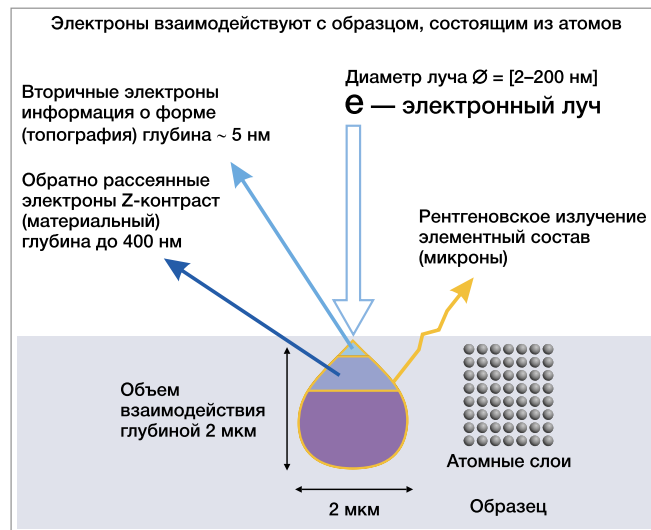 Электроны взаимодействуют с образцом, состоящим из атомов
Вторичные электроны
информация о форме
(топография) глубина ~ 5 нм
Диаметр луча Ø = [2–200 нм]
e — электронный луч
Обратно рассеянные
электроны Z-контраст
(материальный)
глубина до 400 нм
Рентгеновское излучение
элементный состав
(микроны)
Объем
взаимодействия
глубиной 2 мкм
Атомные слои
2 мкм
Образец